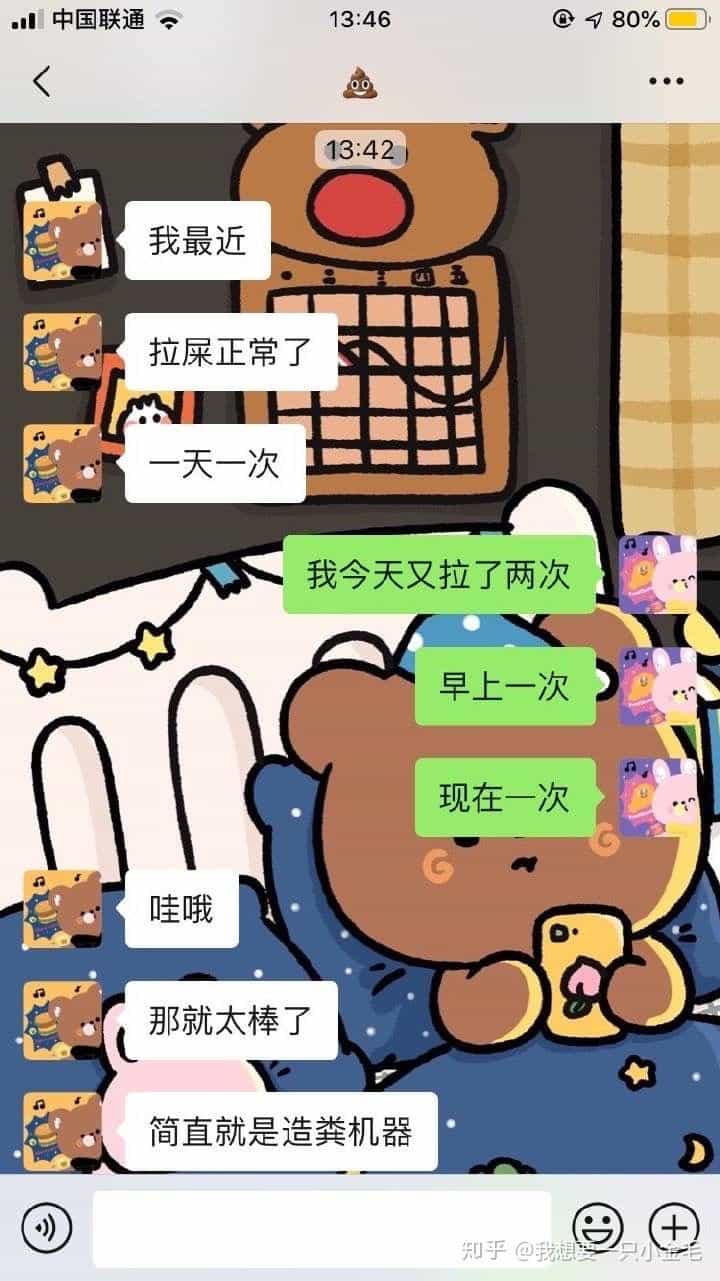 中国联通
13:46
80%
13:42
我最近
拉屎正常了
一天一次
我今天又拉了两次
早上一次
现在一次
哇哦
那就太棒了
简直就是造粪机器
知乎 @我想要一只小金毛